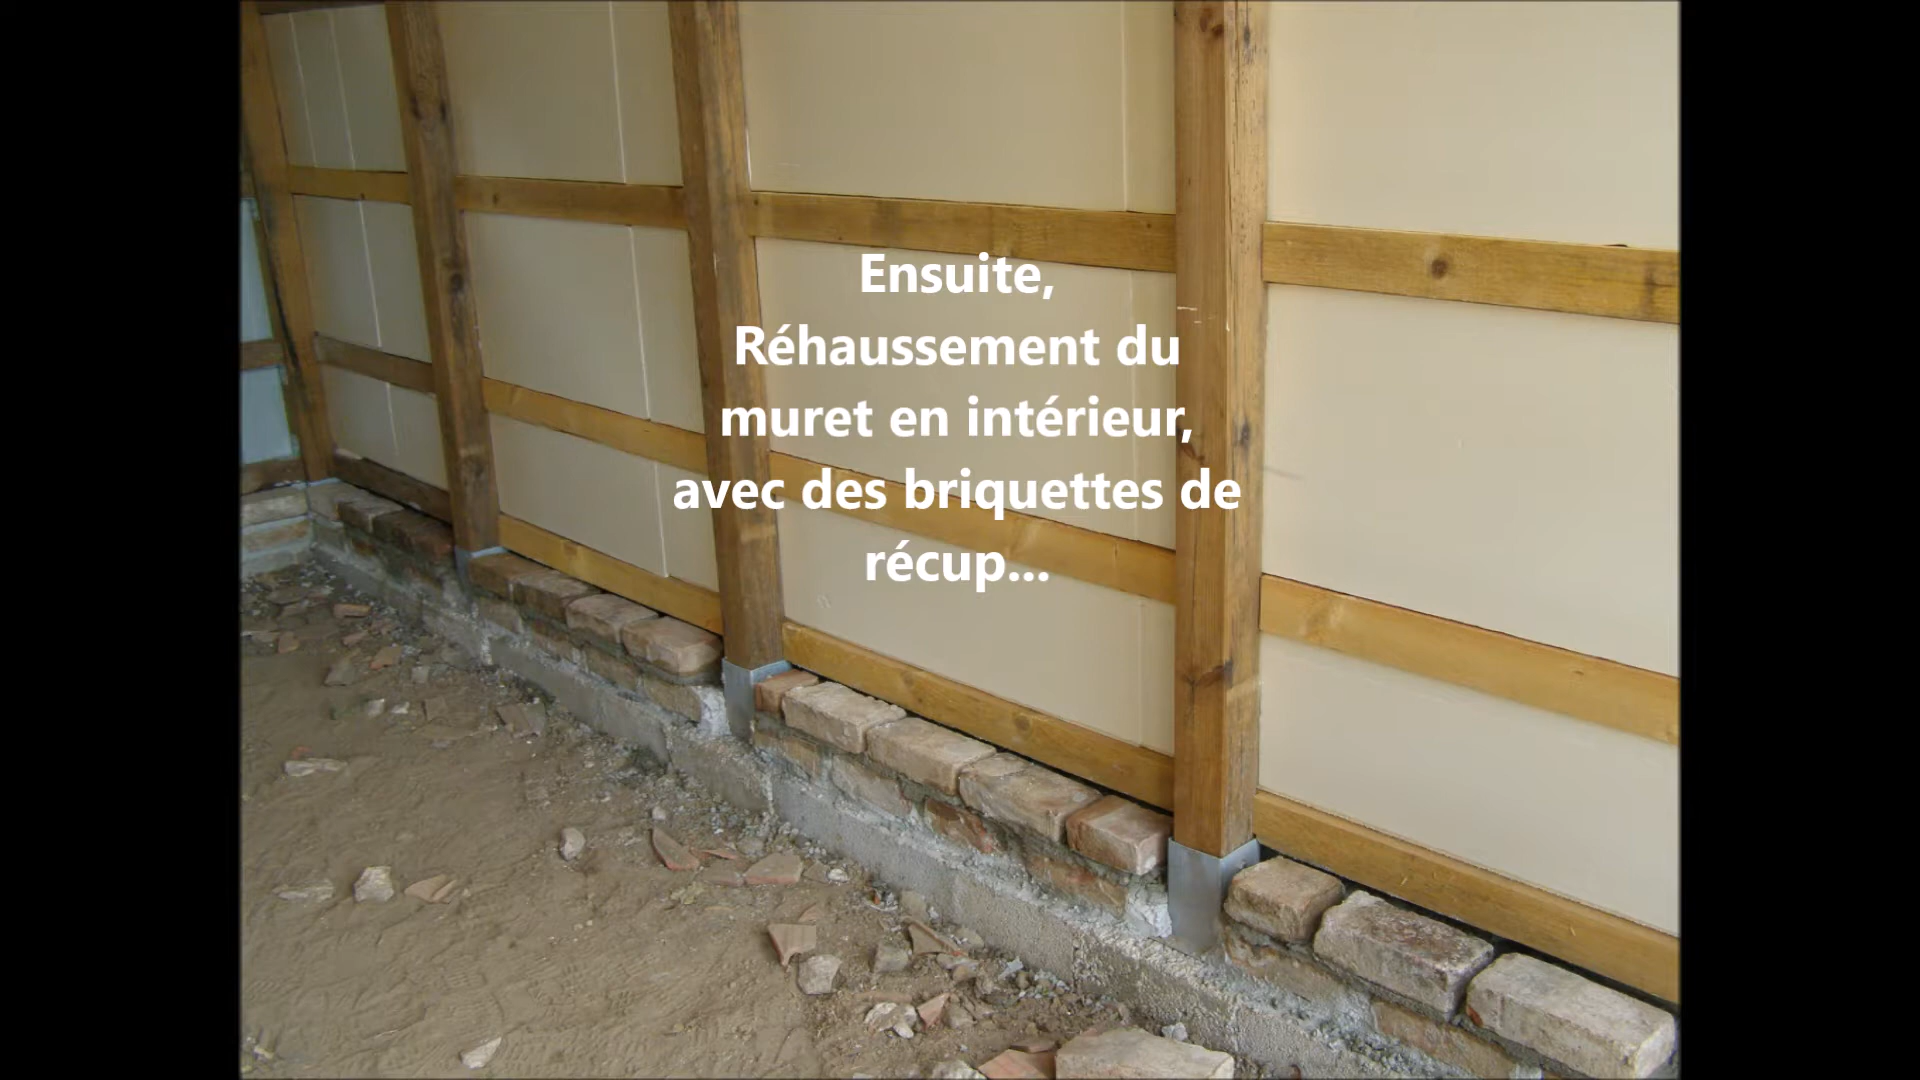 Ensuite,
Réhaussement du
muret en intérieur,
avec des briquettes de
récup...